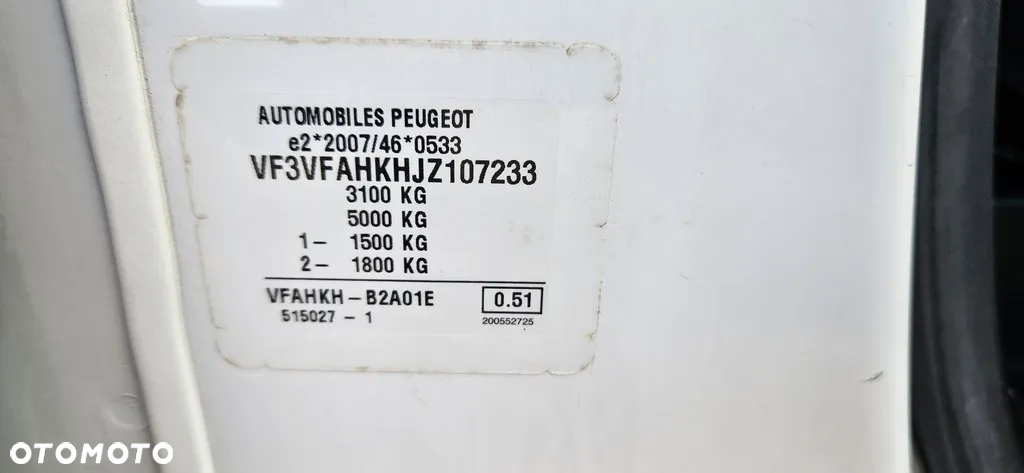 AUTOMOBILES PEUGEOT
e2*2007/46*0533
VF3VFAHKHJZ107233
3100 KG
5000 KG
1- 1500 KG
2- 1800 KG
VFAHKH-B2A01E 0.51
515027-1 200552725
OTOMOTO